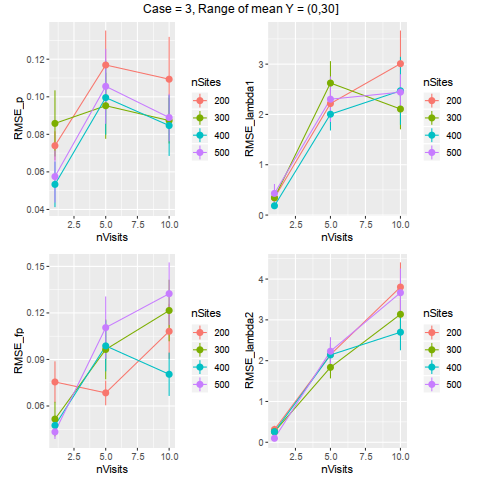 Case = 3, Range of mean Y = (0,30]
RMSE_p
0.12
0.10
0.08
0.06
0.04
2.5 5.0 7.5 10.0
nVisits
nSites
200
300
400
500
RMSE_lambda1
3
2
1
0
2.5 5.0 7.5 10.0
nVisits
nSites
200
300
400
500
RMSE_fp
0.15
0.12
0.09
0.06
2.5 5.0 7.5 10.0
nVisits
nSites
200
300
400
500
RMSE_lambda2
4
3
2
1
0
2.5 5.0 7.5 10.0
nVisits
nSites
200
300
400
500